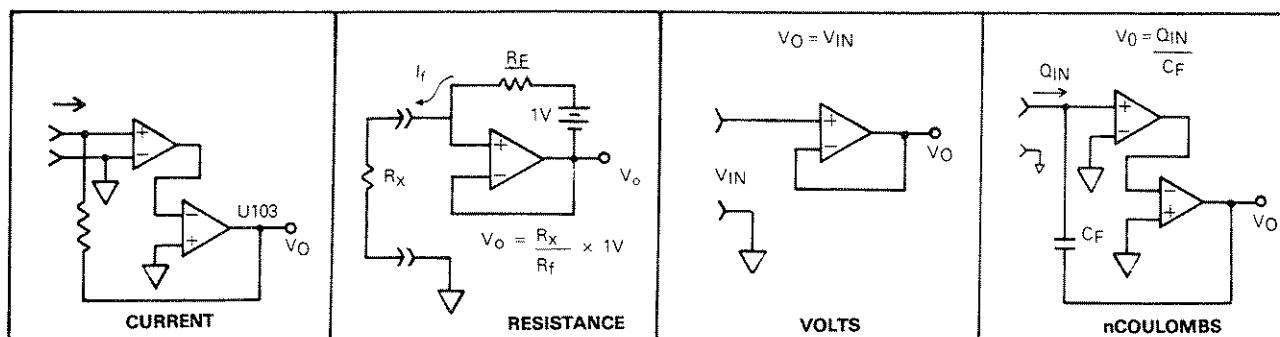 U103
VO
CURRENT
If
RF
1V
RX
Vo
Vo = RX
Rf
× 1V
RESISTANCE
VO = VIN
VIN
VO
VOLTS
V0 = QIN
CF
QIN
CF
VO
nCOULOMBS